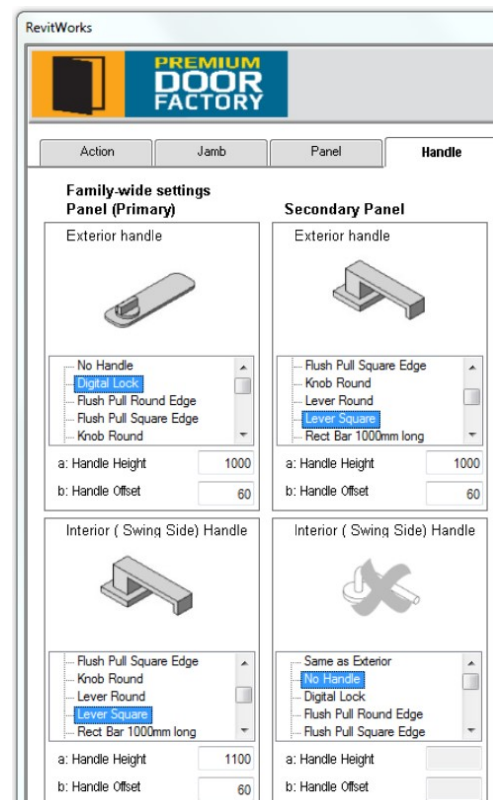 RevitWorks
PREMIUM
DOOR
FACTORY
Action
Jamb
Panel
Handle
Family-wide settings
Panel (Primary)
Exterior handle
No Handle
Digital Lock
Flush Pull Round Edge
Flush Pull Square Edge
Knob Round
a: Handle Height 1000
b: Handle Offset 60
Secondary Panel
Exterior handle
Flush Pull Square Edge
Knob Round
Lever Round
Lever Square
Rect Bar 1000mm long
a: Handle Height 1000
b: Handle Offset 60
Interior ( Swing Side) Handle
Flush Pull Square Edge
Knob Round
Lever Round
Lever Square
Rect Bar 1000mm long
a: Handle Height 1100
b: Handle Offset 60
Interior ( Swing Side) Handle
Same as Exterior
No Handle
Digital Lock
Flush Pull Round Edge
Flush Pull Square Edge
a: Handle Height
b: Handle Offset